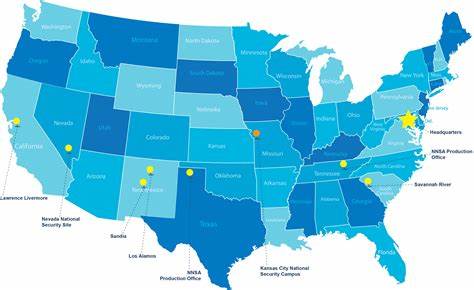 Washington
Montana
North Dakota
Minnesota
Maine
Oregon
Idaho
South Dakota
Wisconsin
Michigan
New York
Wyoming
Iowa
Pennsylvania
Nebraska
New Jersey
Nevada
Utah
Illinois
Indiana
Ohio
Headquarters
California
Colorado
Kansas
Missouri
Kentucky
West
Virginia
Virginia
NNSA Production
Office
Arizona
New Mexico
Oklahoma
Arkansas
Tennessee
North Carolina
South
Carolina
Savannah River
Lawrence Livermore
Nevada National
Security Site
Sandia
Los Alamos
NNSA
Production Office
Texas
Alabama
Georgia
Louisiana
Florida
Kansas City National
Security Campus